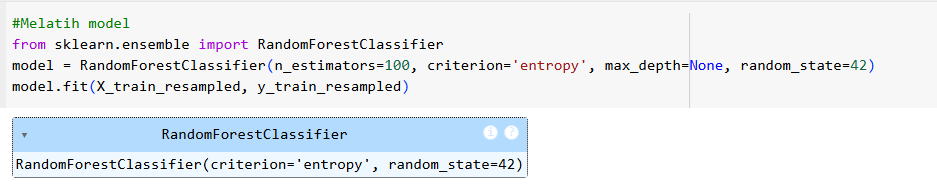 #Melatih model
from sklearn.ensemble import RandomForestClassifier
model = RandomForestClassifier(n_estimators=100, criterion='entropy', max_depth=None, random_state=42)
model.fit(X_train_resampled, y_train_resampled)
▾ RandomForestClassifier i ?
RandomForestClassifier(criterion='entropy', random_state=42)